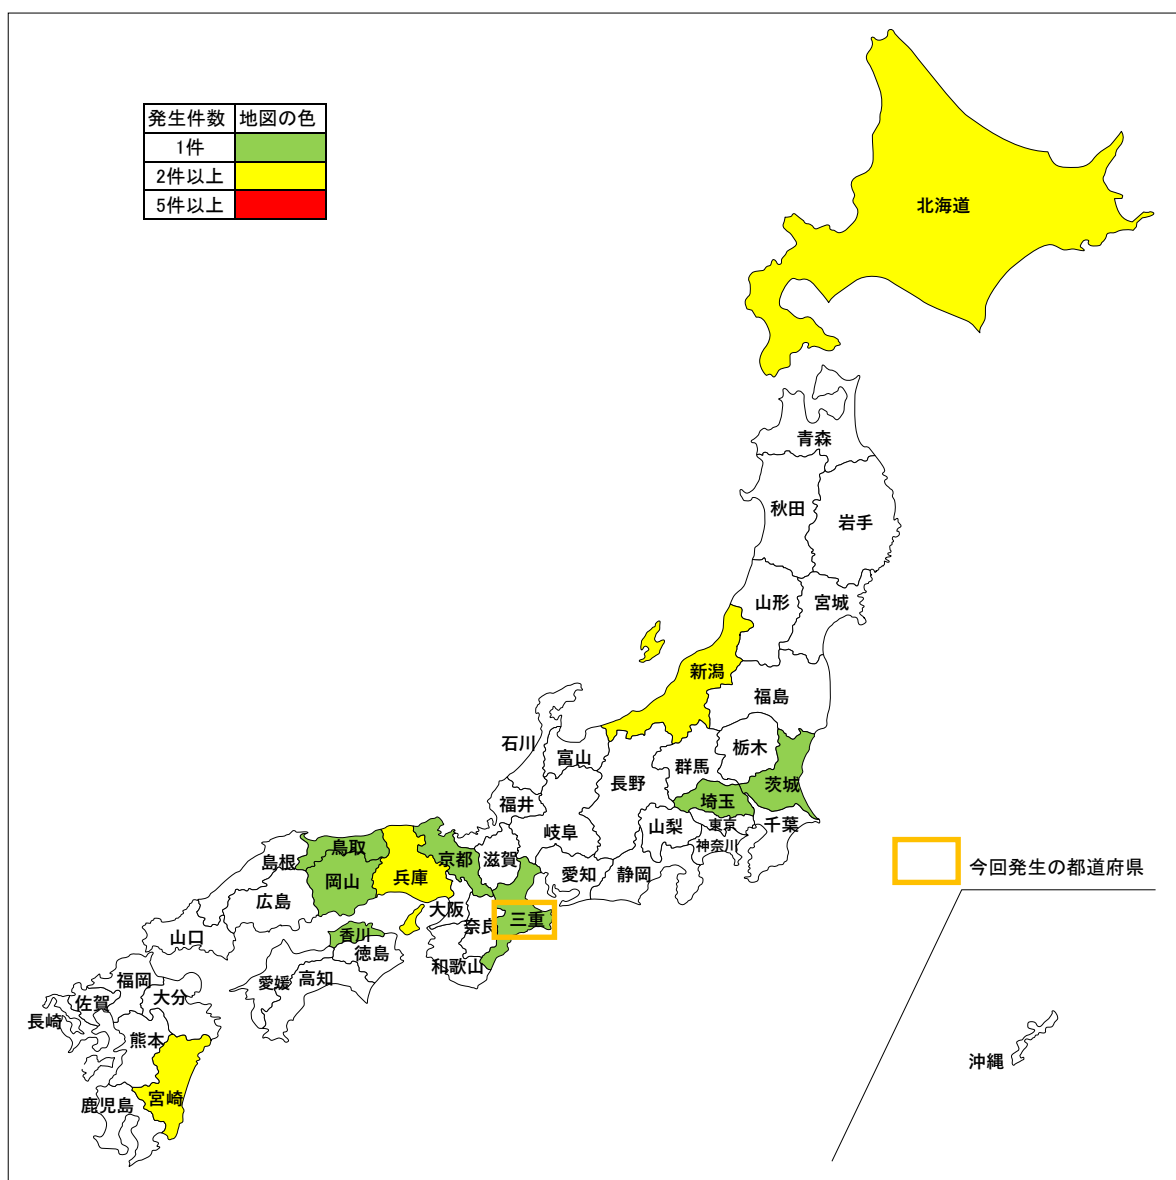 発生件数 地図の色
1件
2件以上
5件以上
北海道
青森
秋田
岩手
山形
宮城
新潟
福島
石川
富山
栃木
群馬
長野
茨城
福井
埼玉
岐阜
山梨
東京
千葉
神奈川
鳥取
島根
京都
滋賀
岡山
兵庫
愛知
静岡
今回発生の都道府県
広島
大阪
三重
奈良
香川
山口
徳島
和歌山
福岡
愛媛
高知
佐賀
大分
長崎
熊本
沖縄
宮崎
鹿児島